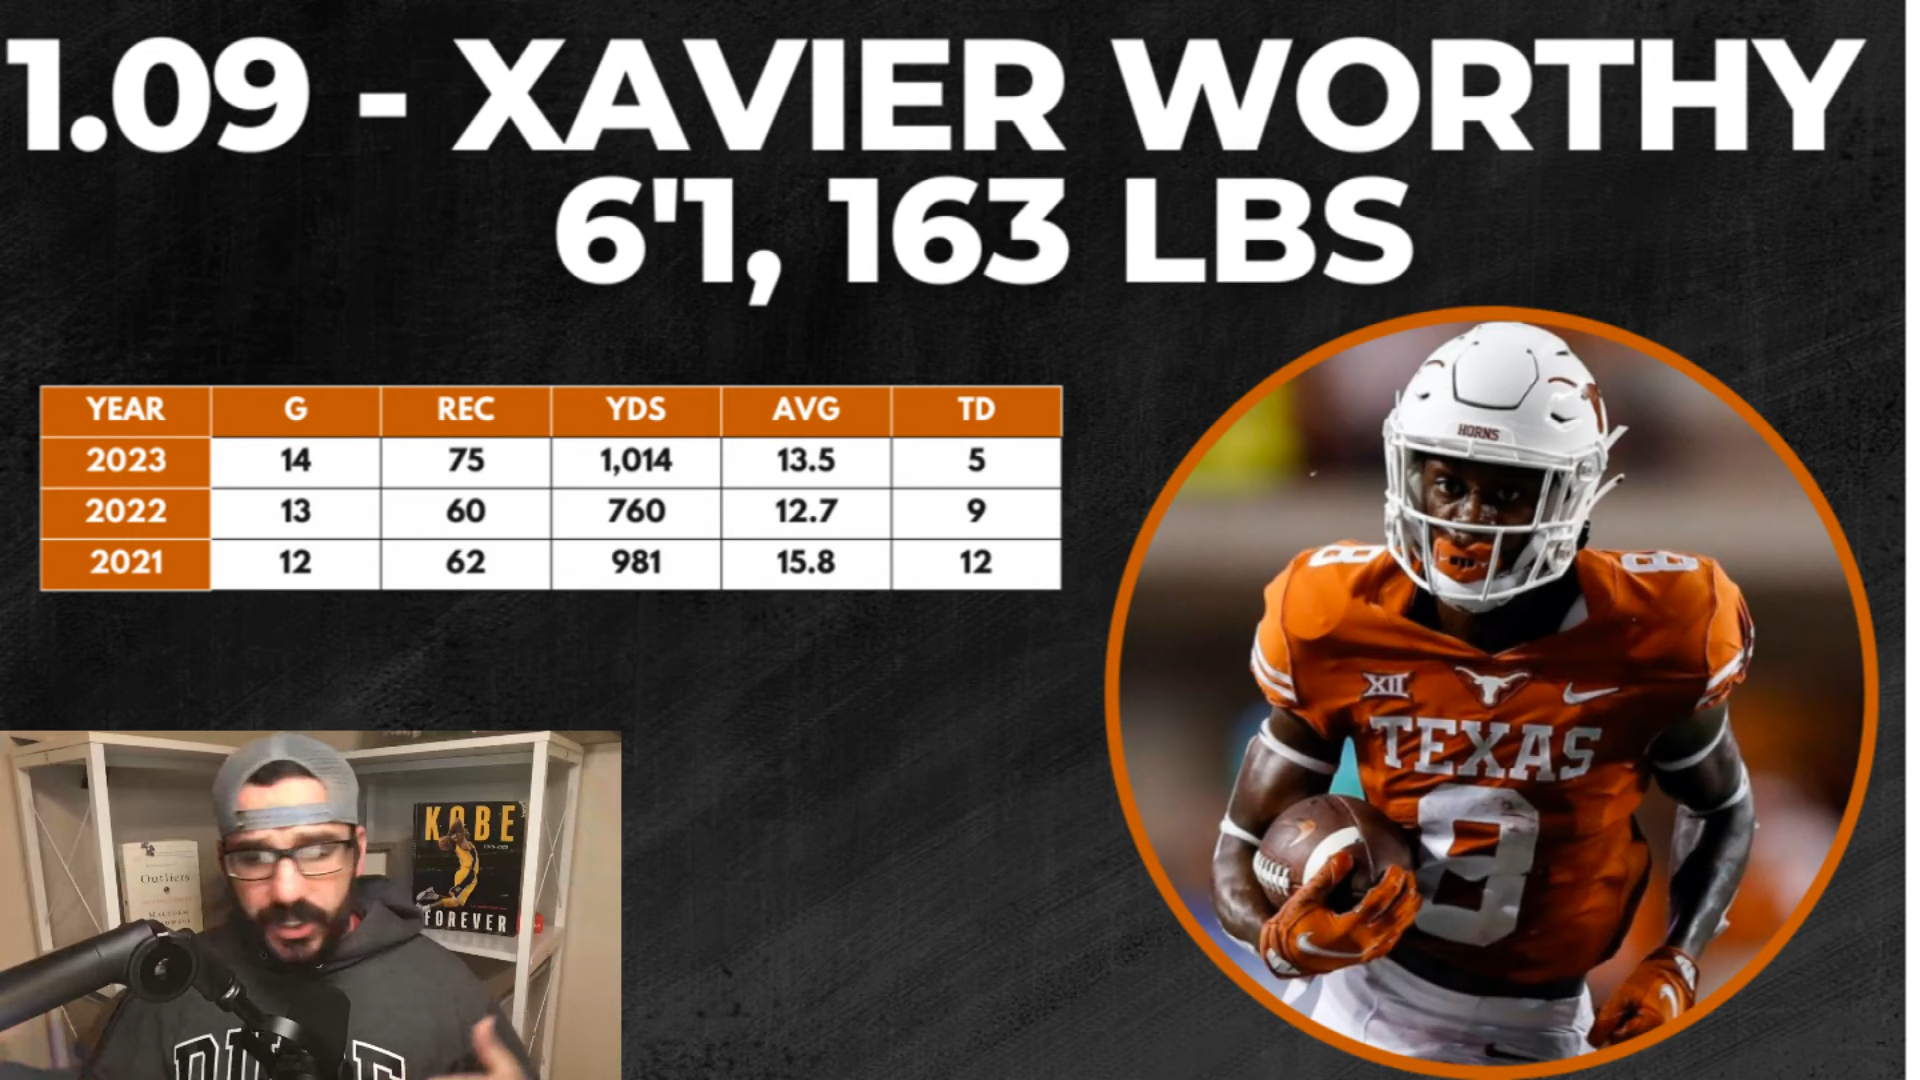 1.09 - XAVIER WORTHY
6'1, 163 LBS
YEAR G REC YDS AVG TD
2023 14 75 1,014 13.5 5
2022 13 60 760 12.7 9
2021 12 62 981 15.8 12
HORNS
8 8
XII
TEXAS
8
KOBE
FOREVER
Outliers